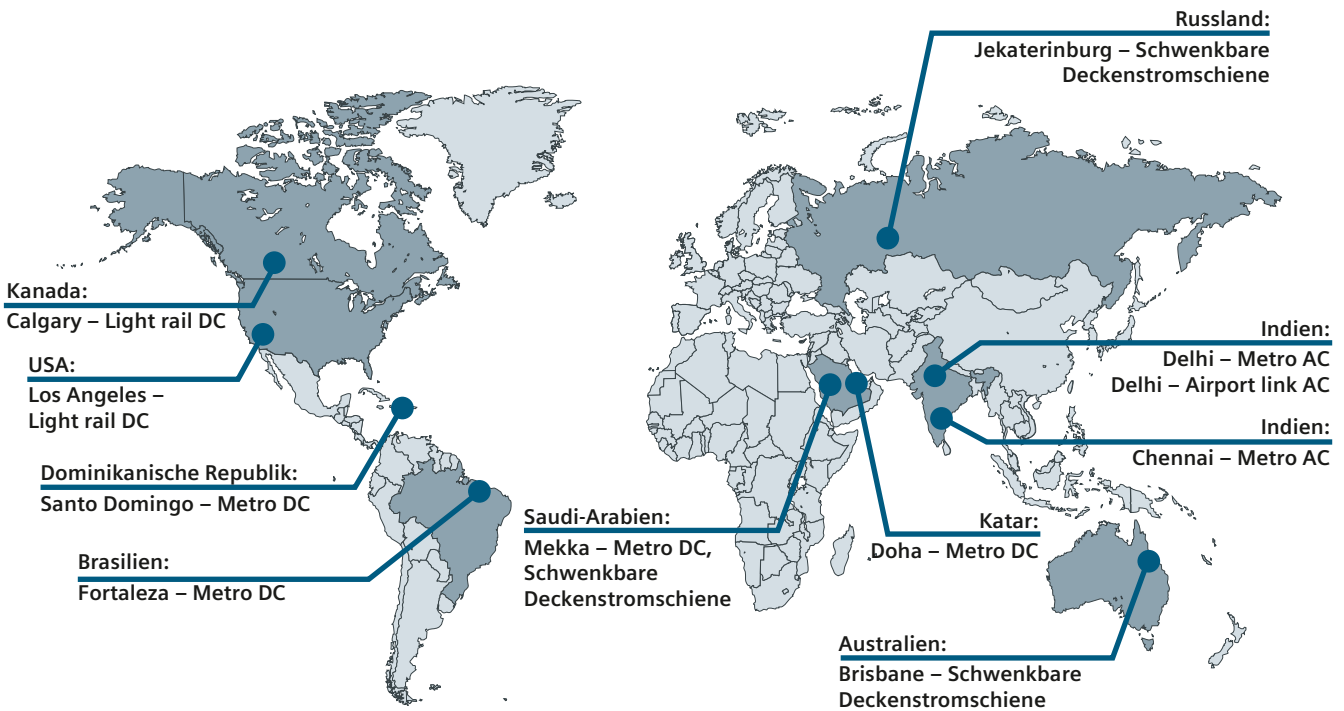 Russland:
Jekaterinburg – Schwenkbare
Deckenstromschiene
Kanada:
Calgary – Light rail DC
USA:
Los Angeles –
Light rail DC
Dominikanische Republik:
Santo Domingo – Metro DC
Brasilien:
Fortaleza – Metro DC
Saudi-Arabien:
Mekka – Metro DC,
Schwenkbare
Deckenstromschiene
Katar:
Doha – Metro DC
Indien:
Delhi – Metro AC
Delhi – Airport link AC
Indien:
Chennai – Metro AC
Australien:
Brisbane – Schwenkbare
Deckenstromschiene